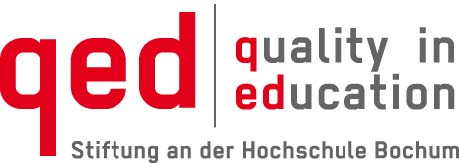 qed
quality in
education
Stiftung an der Hochschule Bochum